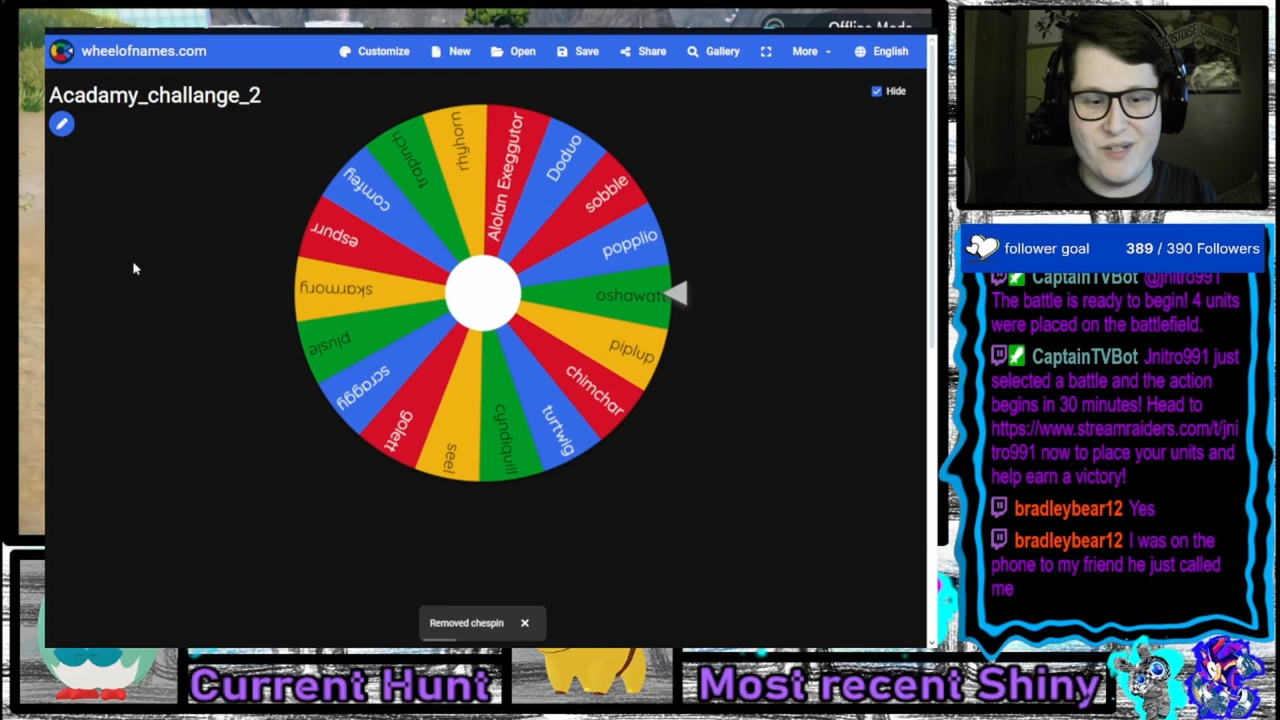 Offline Mode
wheelofnames.com
Customize
New
Open
Save
Share
Gallery
More
English
Acadamy_challange_2
Hide
rhyhorn
Alolan Exeggutor
Doduo
sobble
popplio
oshawatt
piplup
chimchar
turtwig
cyndiquill
seel
golett
scraggy
plusle
skarmory
espurr
comfey
trapinch
Removed chespin
follower goal 389 / 390 Followers
CaptainTVBot @jnitro991
The battle is ready to begin! 4 units
were placed on the battlefield.
CaptainTVBot Jnitro991 just
selected a battle and the action
begins in 30 minutes! Head to
https://www.streamraiders.com/t/jni
tro991 now to place your units and
help earn a victory!
bradleybear12 Yes
bradleybear12 I was on the
phone to my friend he just called
me
Current Hunt
Most recent Shiny